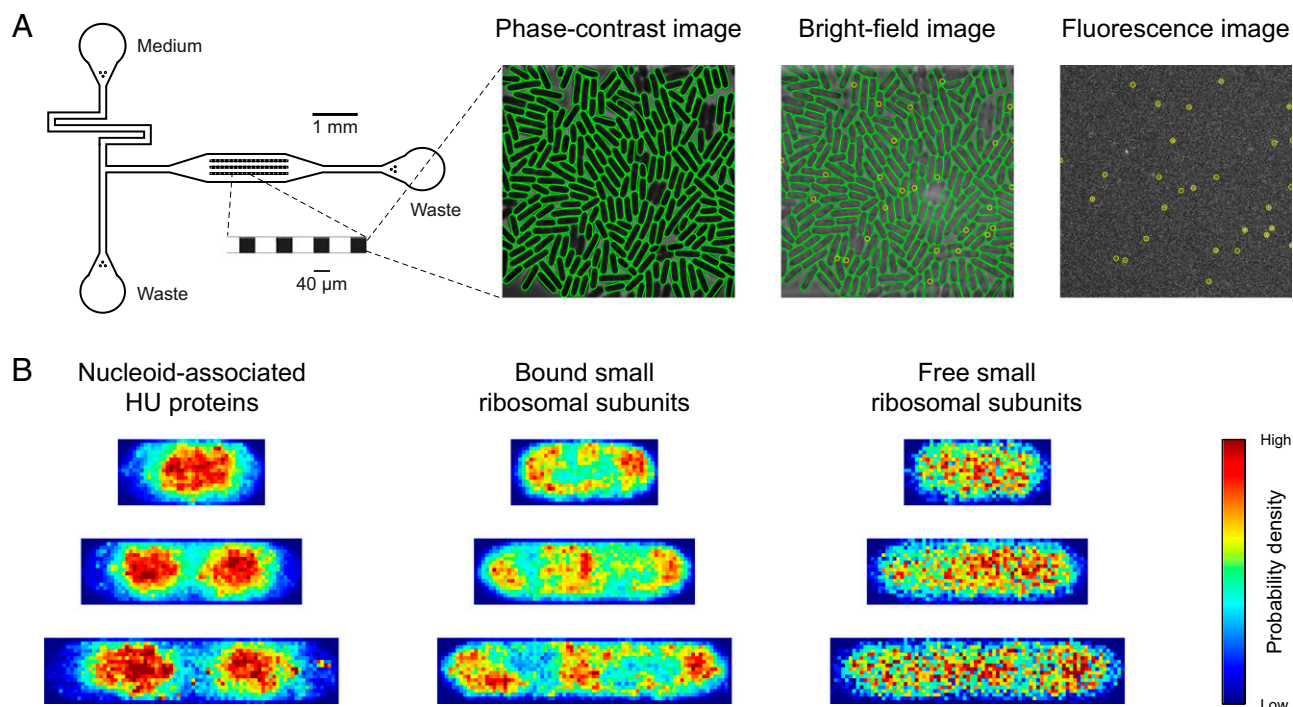 A
Medium
1 mm
Waste
40 µm
Waste
Phase-contrast image
Bright-field image
Fluorescence image
B
Nucleoid-associated
HU proteins
Bound small
ribosomal subunits
Free small
ribosomal subunits
High
Probability density
Low